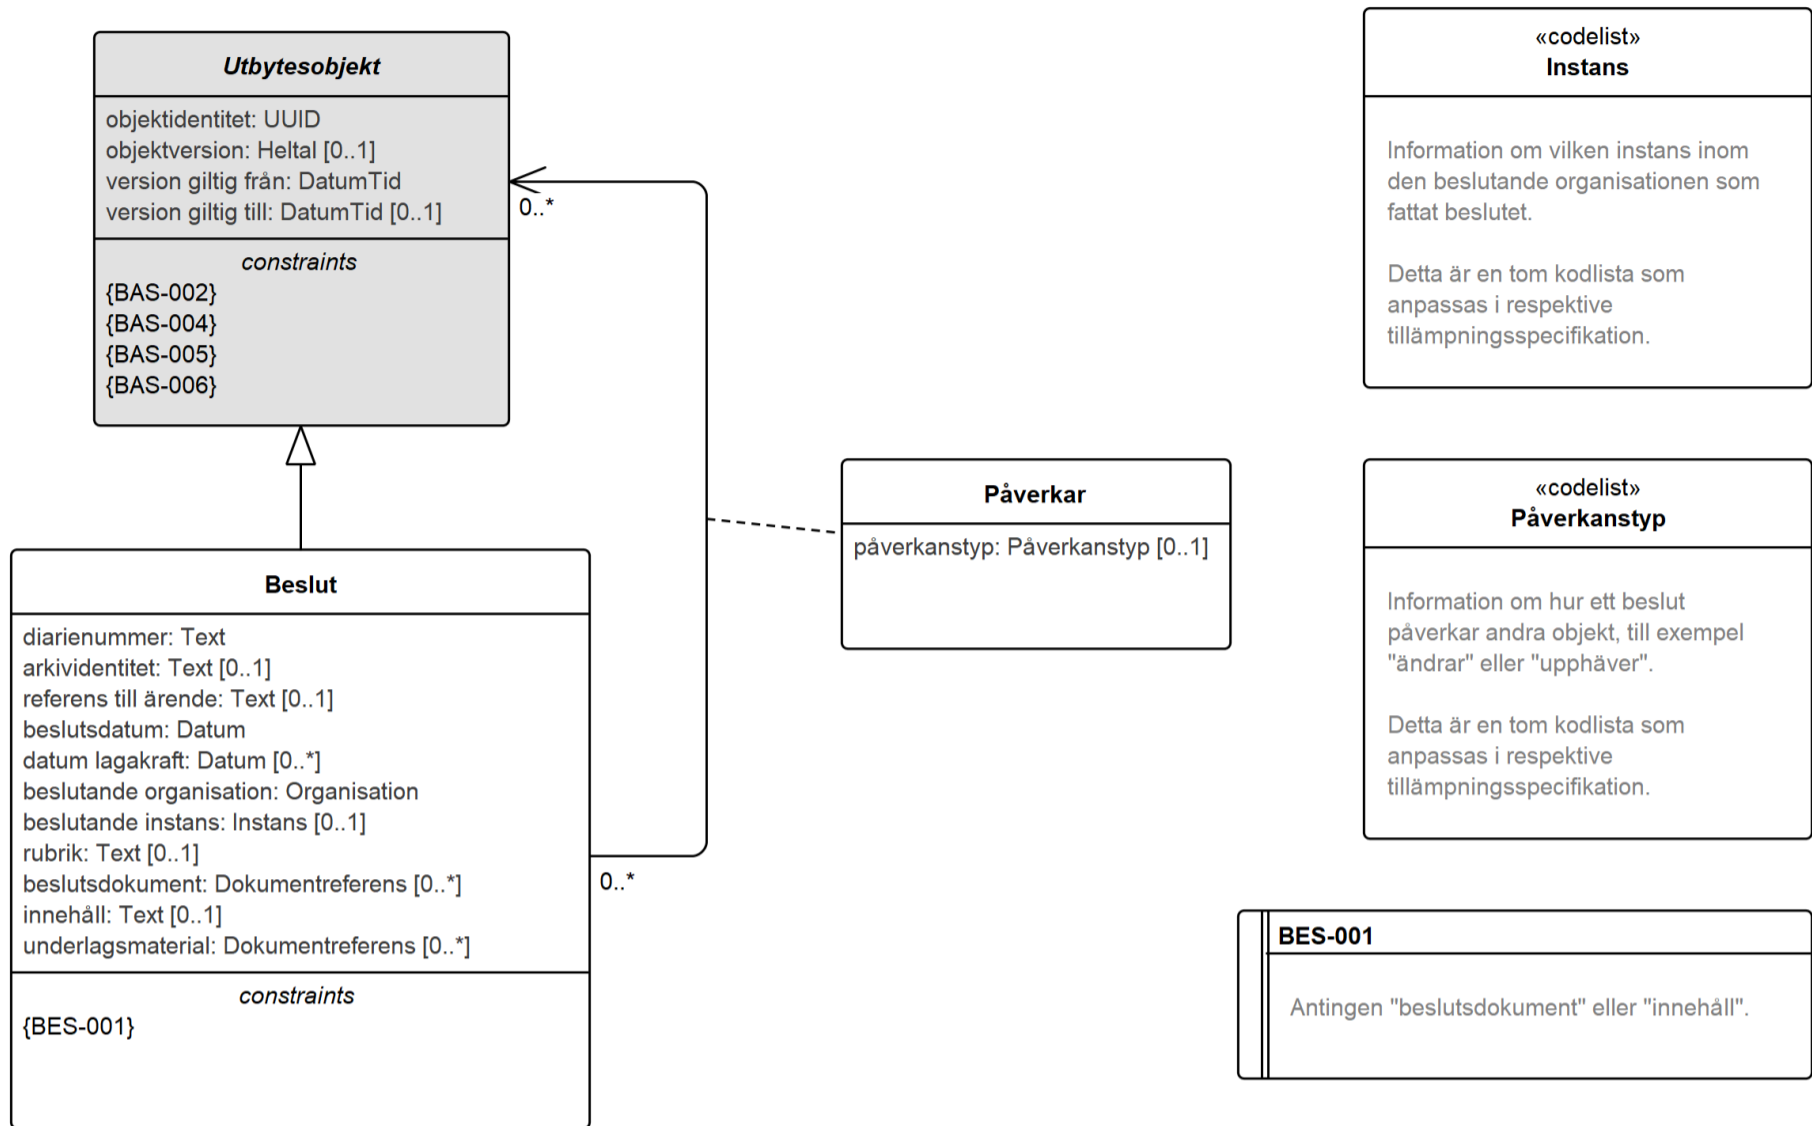 Utbytesobjekt
objektidentitet: UUID
objektversion: Heltal [0..1]
version giltig från: DatumTid
version giltig till: DatumTid [0..1]
constraints
{BAS-002}
{BAS-004}
{BAS-005}
{BAS-006}
0..*
Beslut
diarienummer: Text
arkividentitet: Text [0..1]
referens till ärende: Text [0..1]
beslutsdatum: Datum
datum lagakraft: Datum [0..*]
beslutande organisation: Organisation
beslutande instans: Instans [0..1]
rubrik: Text [0..1]
beslutsdokument: Dokumentreferens [0..*]
innehåll: Text [0..1]
underlagsmaterial: Dokumentreferens [0..*]
constraints
{BES-001}
0..*
Påverkar
påverkanstyp: Påverkanstyp [0..1]
«codelist»
Instans
Information om vilken instans inom
den beslutande organisationen som
fattat beslutet.
Detta är en tom kodlista som
anpassas i respektive
tillämpningsspecifikation.
«codelist»
Påverkanstyp
Information om hur ett beslut
påverkar andra objekt, till exempel
"ändrar" eller "upphäver".
Detta är en tom kodlista som
anpassas i respektive
tillämpningsspecifikation.
BES-001
Antingen "beslutsdokument" eller "innehåll".